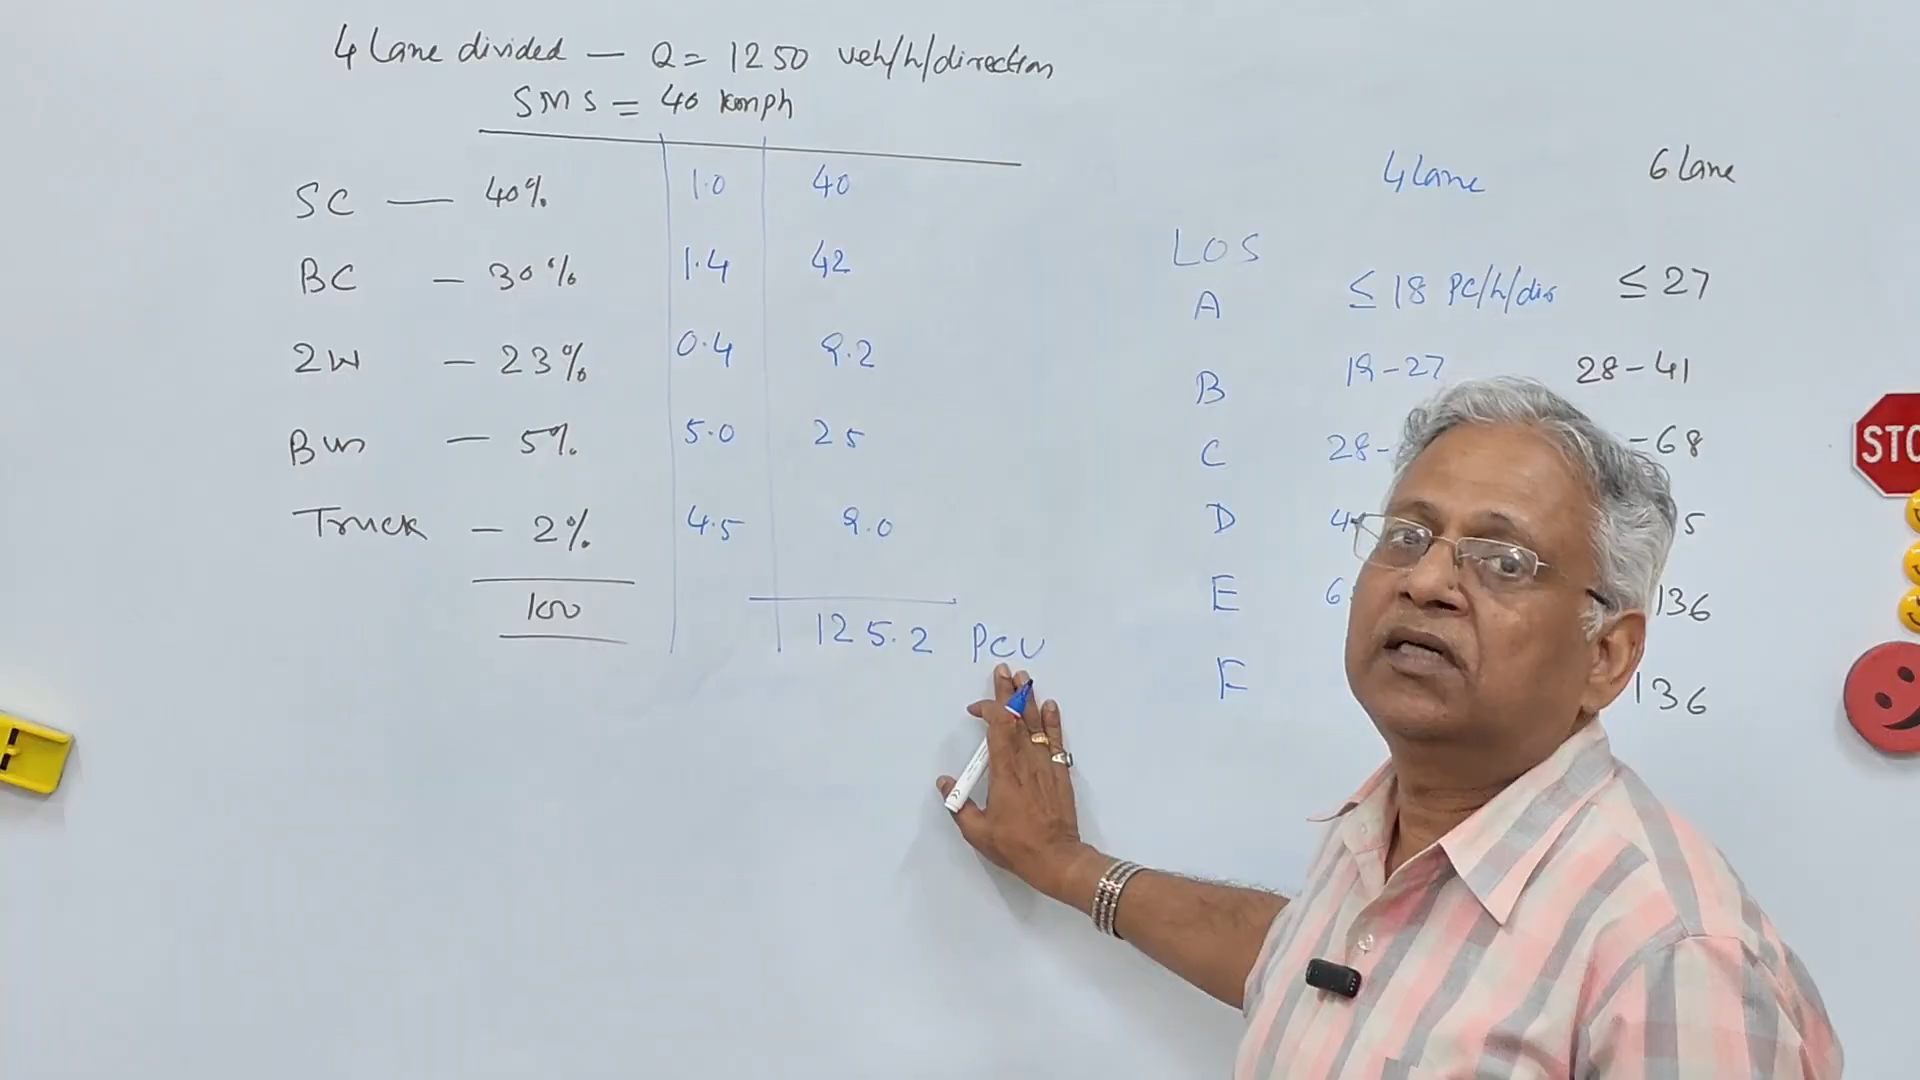 4 Lane divided — Q = 1250 veh/h/direction
SMS = 40 kmph
SC — 40% 1.0 40
BC - 30% 1.4 42
2W - 23% 0.4 9.2
Bus - 5% 5.0 25
Truck - 2% 4.5 9.0
100
125.2 PCU
4 Lane 6 Lane
LOS
A ≤ 18 PC/h/dir ≤ 27
B 19-27 28-41
C 28- -68
D 4 5
E 6 136
F 136
STO